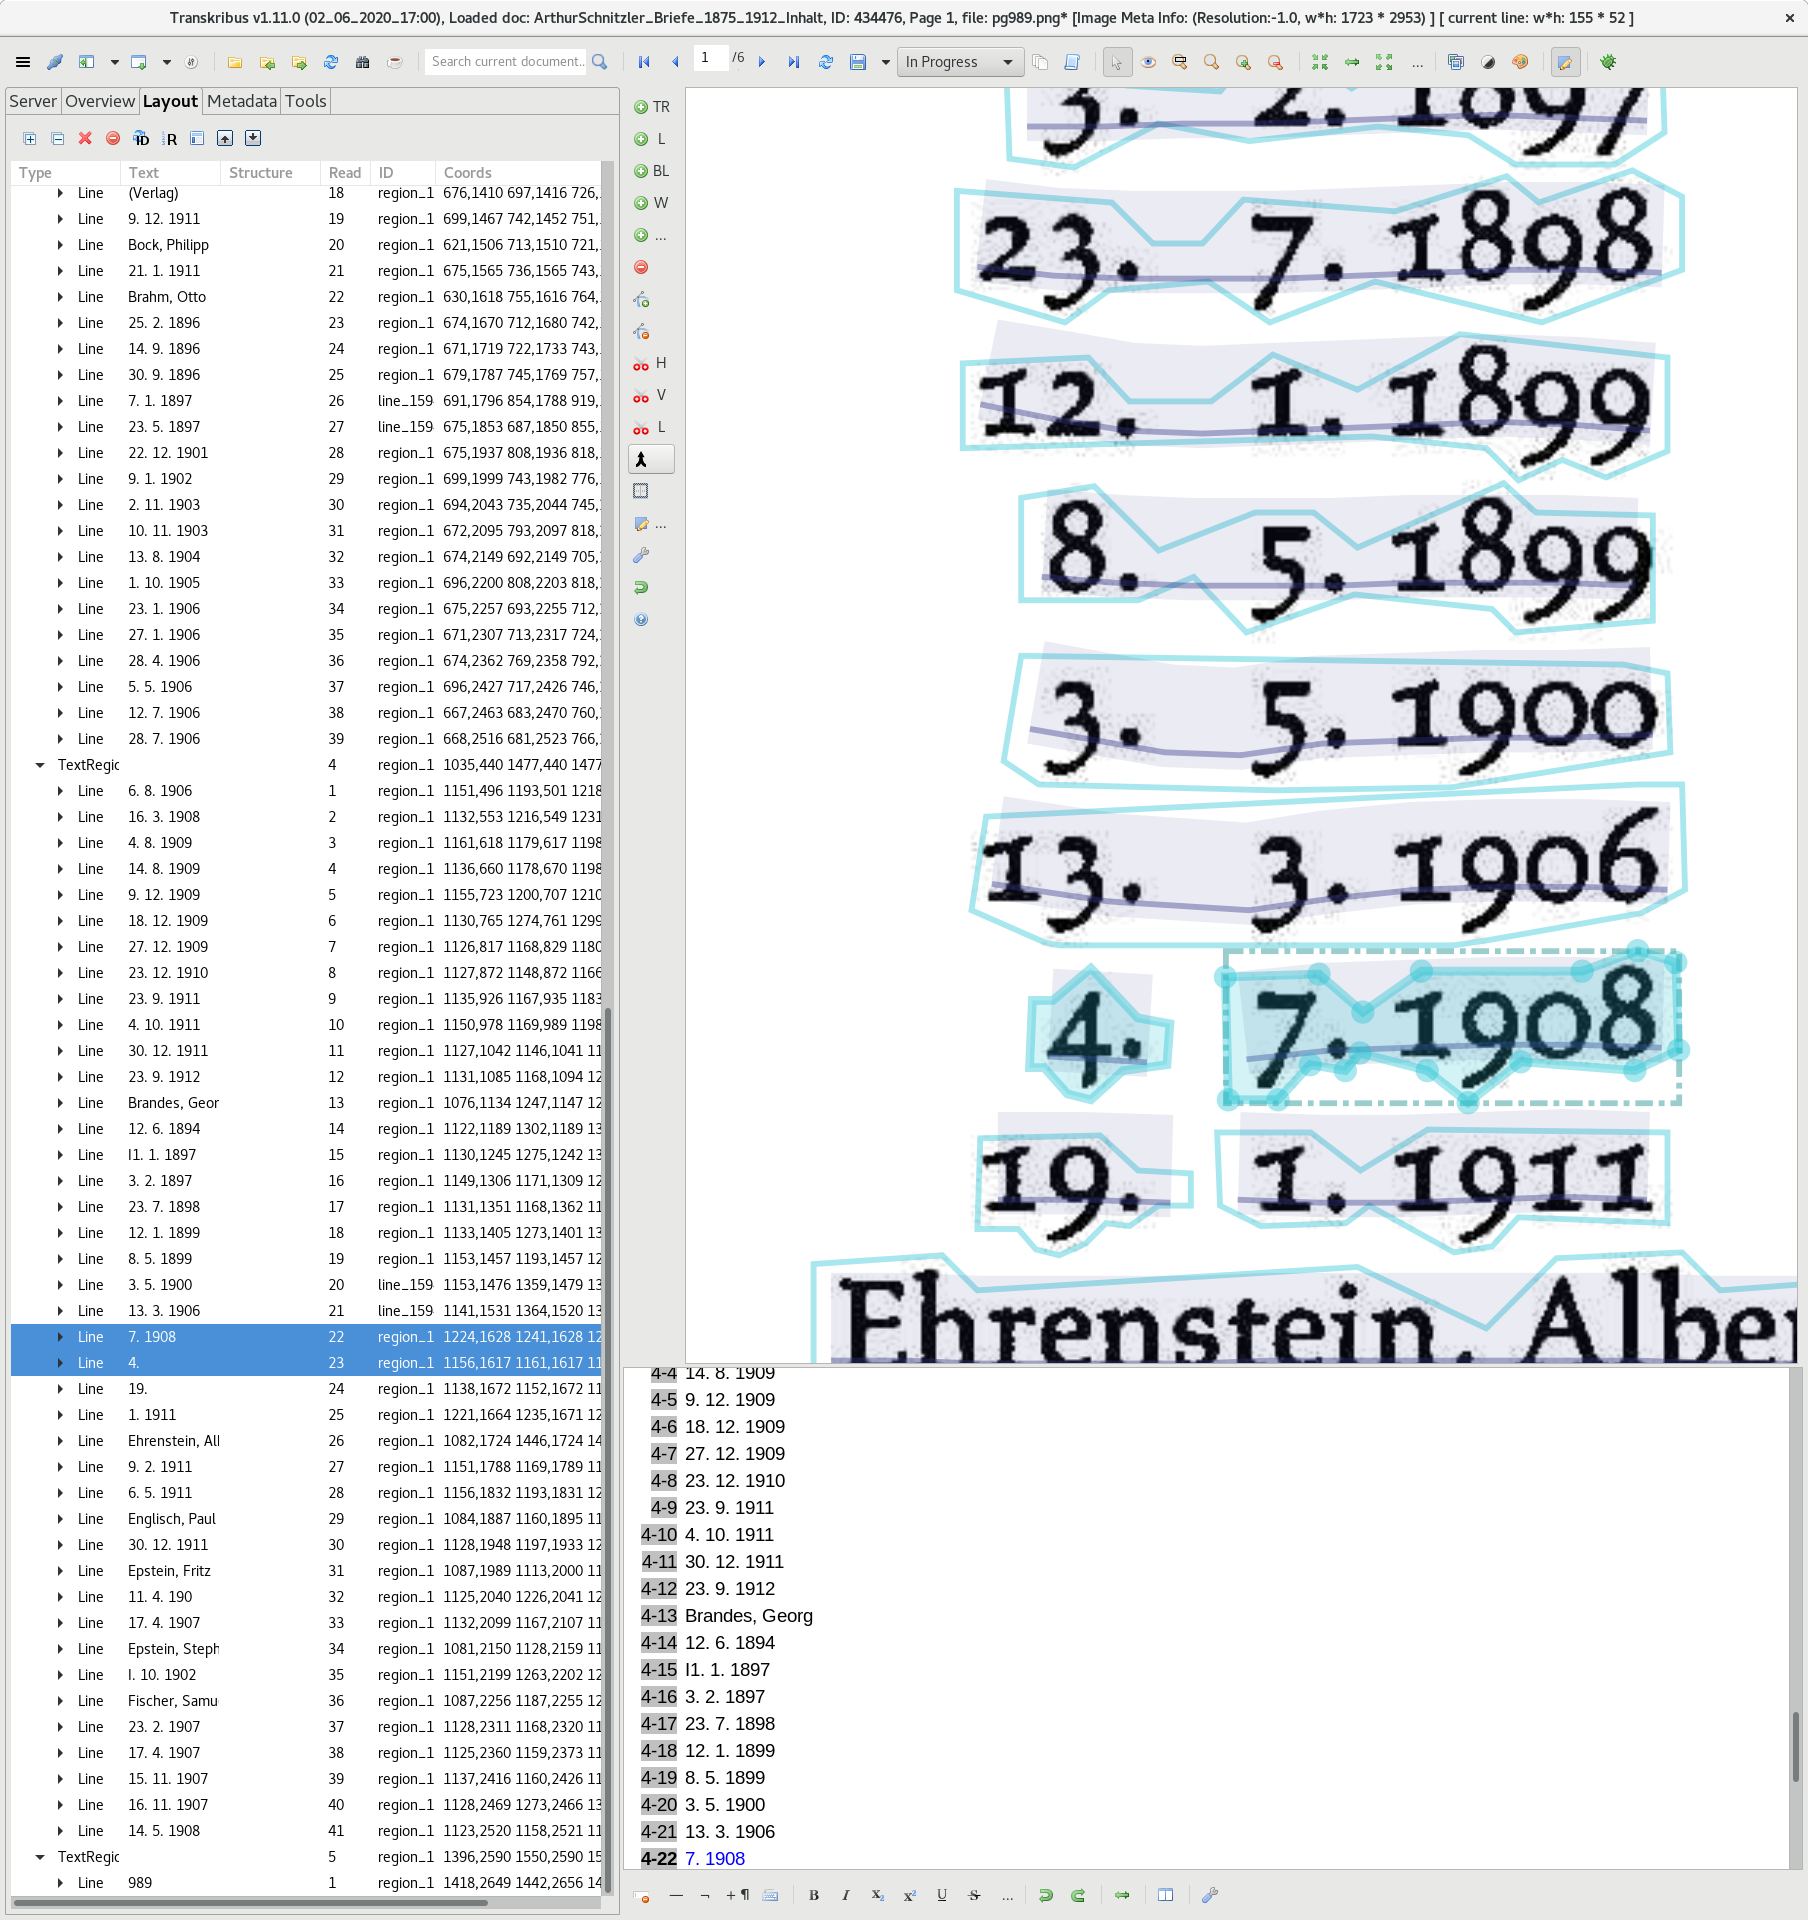 Transkribus v1.11.0 (02_06_2020_17:00), Loaded doc: ArthurSchnitzler_Briefe_1875_1912_Inhalt, ID: 434476, Page 1, file: pg989.png* [Image Meta Info: (Resolution:-1.0, w*h: 1723 * 2953) ] [ current line: w*h: 155 * 52 ]
Search current document...
1 /6
In Progress
Server Overview Layout Metadata Tools
Type Text Structure Read ID Coords
Line (Verlag) 18 region_1 676,1410 697,1416 726,
Line 9. 12. 1911 19 region_1 699,1467 742,1452 751,
Line Bock, Philipp 20 region_1 621,1506 713,1510 721,
Line 21. 1. 1911 21 region_1 675,1565 736,1565 743,
Line Brahm, Otto 22 region_1 630,1618 755,1616 764,
Line 25. 2. 1896 23 region_1 674,1670 712,1680 742,
Line 14. 9. 1896 24 region_1 671,1719 722,1733 743,
Line 30. 9. 1896 25 region_1 679,1787 745,1769 757,
Line 7. 1. 1897 26 line_159 691,1796 854,1788 919,
Line 23. 5. 1897 27 line_159 675,1853 687,1850 855,
Line 22. 12. 1901 28 region_1 675,1937 808,1936 818,
Line 9. 1. 1902 29 region_1 699,1999 743,1982 776,
Line 2. 11. 1903 30 region_1 694,2043 735,2044 745,
Line 10. 11. 1903 31 region_1 672,2095 793,2097 818,
Line 13. 8. 1904 32 region_1 674,2149 692,2149 705,
Line 1. 10. 1905 33 region_1 696,2200 808,2203 818,
Line 23. 1. 1906 34 region_1 675,2257 693,2255 712,
Line 27. 1. 1906 35 region_1 671,2307 713,2317 724,
Line 28. 4. 1906 36 region_1 674,2362 769,2358 792,
Line 5. 5. 1906 37 region_1 696,2427 717,2426 746,
Line 12. 7. 1906 38 region_1 667,2463 683,2470 760,
Line 28. 7. 1906 39 region_1 668,2516 681,2523 766,
TextRegic 4 region_1 1035,440 1477,440 1477
Line 6. 8. 1906 1 region_1 1151,496 1193,501 1218
Line 16. 3. 1908 2 region_1 1132,553 1216,549 1231
Line 4. 8. 1909 3 region_1 1161,618 1179,617 1198
Line 14. 8. 1909 4 region_1 1136,660 1178,670 1198
Line 9. 12. 1909 5 region_1 1155,723 1200,707 1210
Line 18. 12. 1909 6 region_1 1130,765 1274,761 1299
Line 27. 12. 1909 7 region_1 1126,817 1168,829 1180
Line 23. 12. 1910 8 region_1 1127,872 1148,872 1166
Line 23. 9. 1911 9 region_1 1135,926 1167,935 1183
Line 4. 10. 1911 10 region_1 1150,978 1169,989 1198
Line 30. 12. 1911 11 region_1 1127,1042 1146,1041 11
Line 23. 9. 1912 12 region_1 1131,1085 1168,1094 12
Line Brandes, Geor 13 region_1 1076,1134 1247,1147 12
Line 12. 6. 1894 14 region_1 1122,1189 1302,1189 13
Line I1. 1. 1897 15 region_1 1130,1245 1275,1242 13
Line 3. 2. 1897 16 region_1 1149,1306 1171,1309 12
Line 23. 7. 1898 17 region_1 1131,1351 1168,1362 11
Line 12. 1. 1899 18 region_1 1133,1405 1273,1401 13
Line 8. 5. 1899 19 region_1 1153,1457 1193,1457 12
Line 3. 5. 1900 20 line_159 1153,1476 1359,1479 13
Line 13. 3. 1906 21 line_159 1141,1531 1364,1520 13
Line 7. 1908 22 region_1 1224,1628 1241,1628 12
Line 4. 23 region_1 1156,1617 1161,1617 11
Line 19. 24 region_1 1138,1672 1152,1672 11
Line 1. 1911 25 region_1 1221,1664 1235,1671 12
Line Ehrenstein, All 26 region_1 1082,1724 1446,1724 14
Line 9. 2. 1911 27 region_1 1151,1788 1169,1789 11
Line 6. 5. 1911 28 region_1 1156,1832 1193,1831 12
Line Englisch, Paul 29 region_1 1084,1887 1160,1895 11
Line 30. 12. 1911 30 region_1 1128,1948 1197,1933 12
Line Epstein, Fritz 31 region_1 1087,1989 1113,2000 11
Line 11. 4. 190 32 region_1 1125,2040 1226,2041 12
Line 17. 4. 1907 33 region_1 1132,2099 1167,2107 11
Line Epstein, Steph 34 region_1 1081,2150 1128,2159 11
Line I. 10. 1902 35 region_1 1151,2199 1263,2202 12
Line Fischer, Samu 36 region_1 1087,2256 1187,2255 12
Line 23. 2. 1907 37 region_1 1128,2311 1168,2320 11
Line 17. 4. 1907 38 region_1 1125,2360 1159,2373 11
Line 15. 11. 1907 39 region_1 1137,2416 1160,2426 11
Line 16. 11. 1907 40 region_1 1128,2469 1273,2466 13
Line 14. 5. 1908 41 region_1 1123,2520 1158,2521 11
TextRegic 5 region_1 1396,2590 1550,2590 15
Line 989 1 region_1 1418,2649 1442,2656 14
TR
L
BL
W
...
H
V
L
...
3. 2. 1897
23. 7. 1898
12. 1. 1899
8. 5. 1899
3. 5. 1900
13. 3. 1906
4. 7. 1908
19. 1. 1911
Ehrenstein, Alber
4-4 14. 8. 1909
4-5 9. 12. 1909
4-6 18. 12. 1909
4-7 27. 12. 1909
4-8 23. 12. 1910
4-9 23. 9. 1911
4-10 4. 10. 1911
4-11 30. 12. 1911
4-12 23. 9. 1912
4-13 Brandes, Georg
4-14 12. 6. 1894
4-15 I1. 1. 1897
4-16 3. 2. 1897
4-17 23. 7. 1898
4-18 12. 1. 1899
4-19 8. 5. 1899
4-20 3. 5. 1900
4-21 13. 3. 1906
4-22 7. 1908